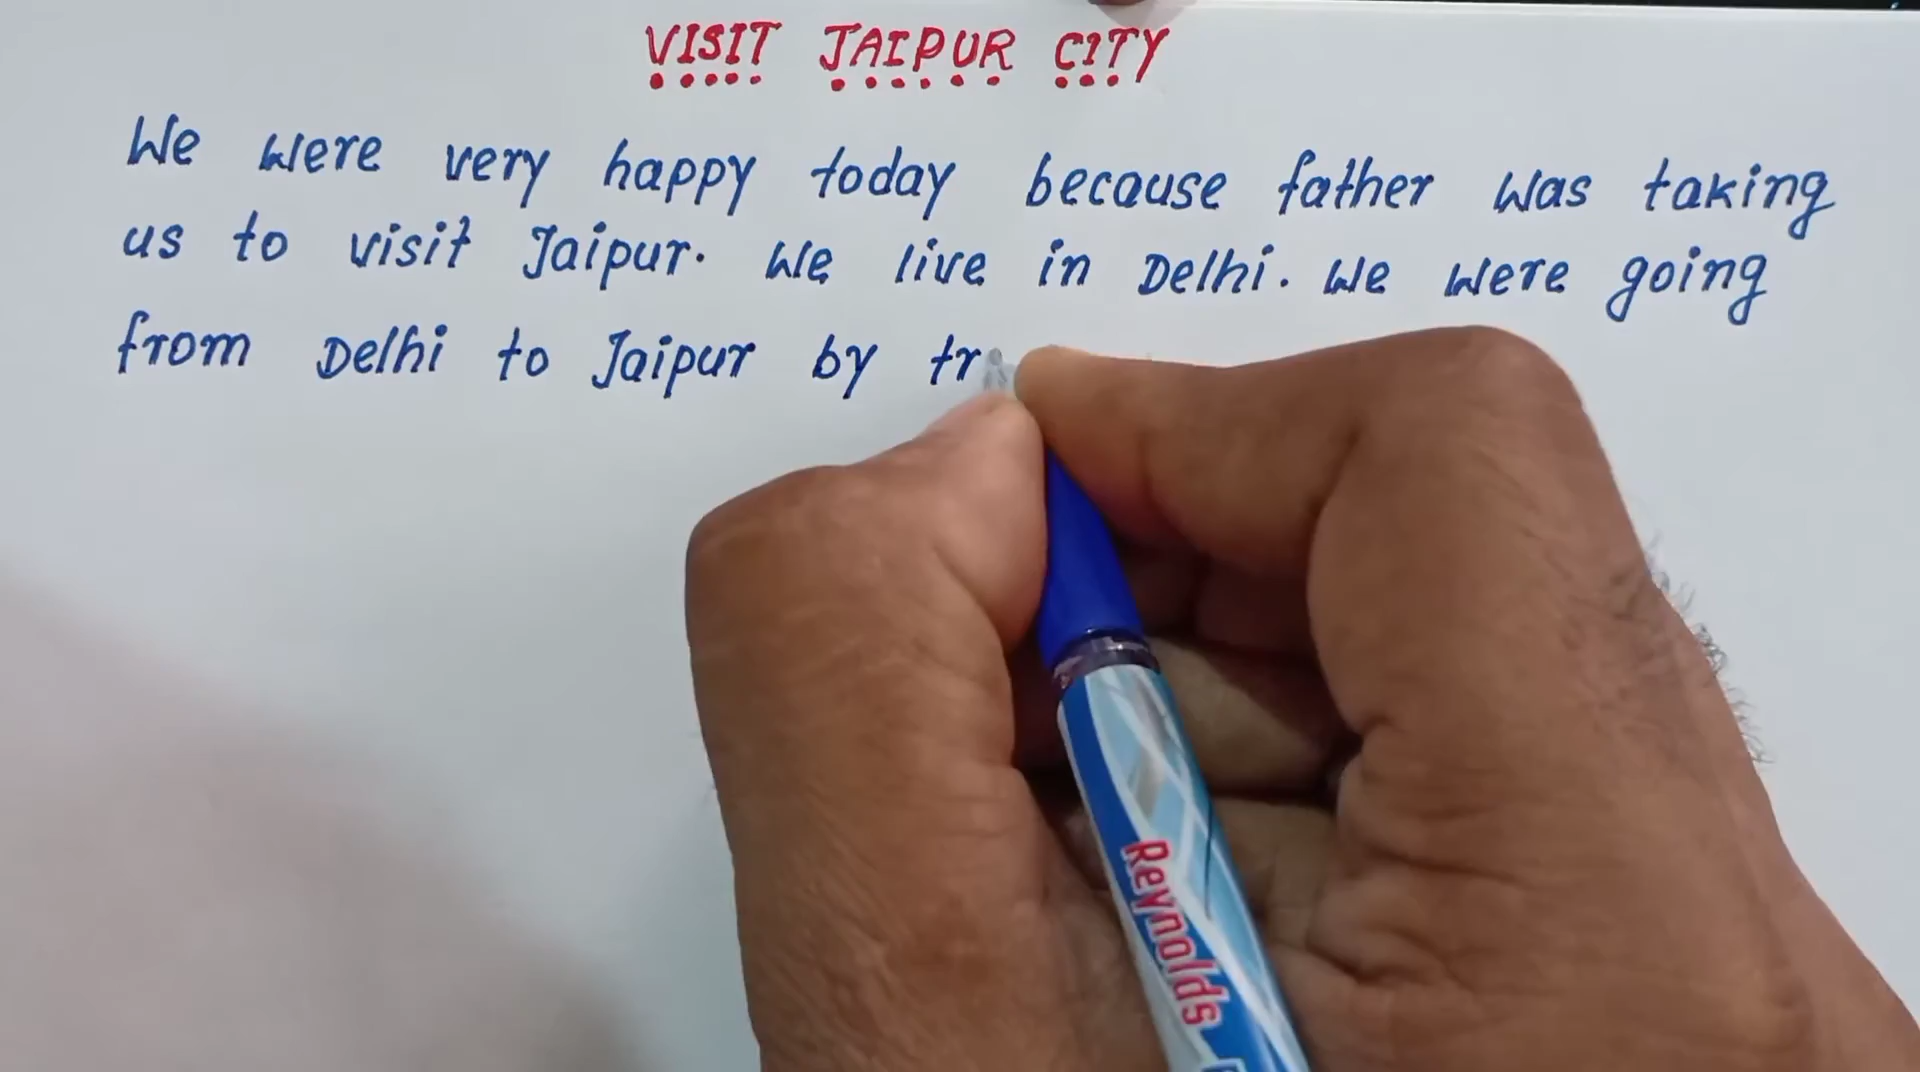 VISIT JAIPUR CITY
We were very happy today because father was taking
us to visit Jaipur. We live in Delhi. We were going
from Delhi to Jaipur by tr
Reynolds